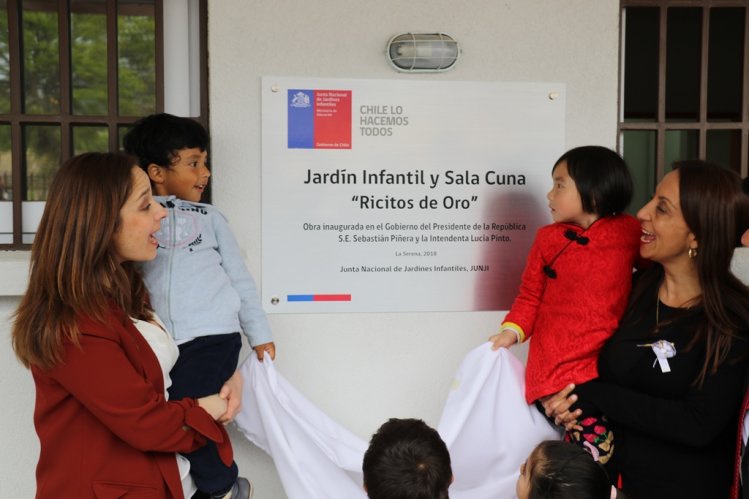 Junta Nacional de Jardines Infantiles
Ministerio de Educación
Gobierno de Chile
CHILE LO
HACEMOS
TODOS
Jardín Infantil y Sala Cuna
“Ricitos de Oro”
Obra inaugurada en el Gobierno del Presidente de la República
S.E. Sebastián Piñera y la Intendenta Lucía Pinto.
La Serena, 2018
Junta Nacional de Jardines Infantiles, JUNJI